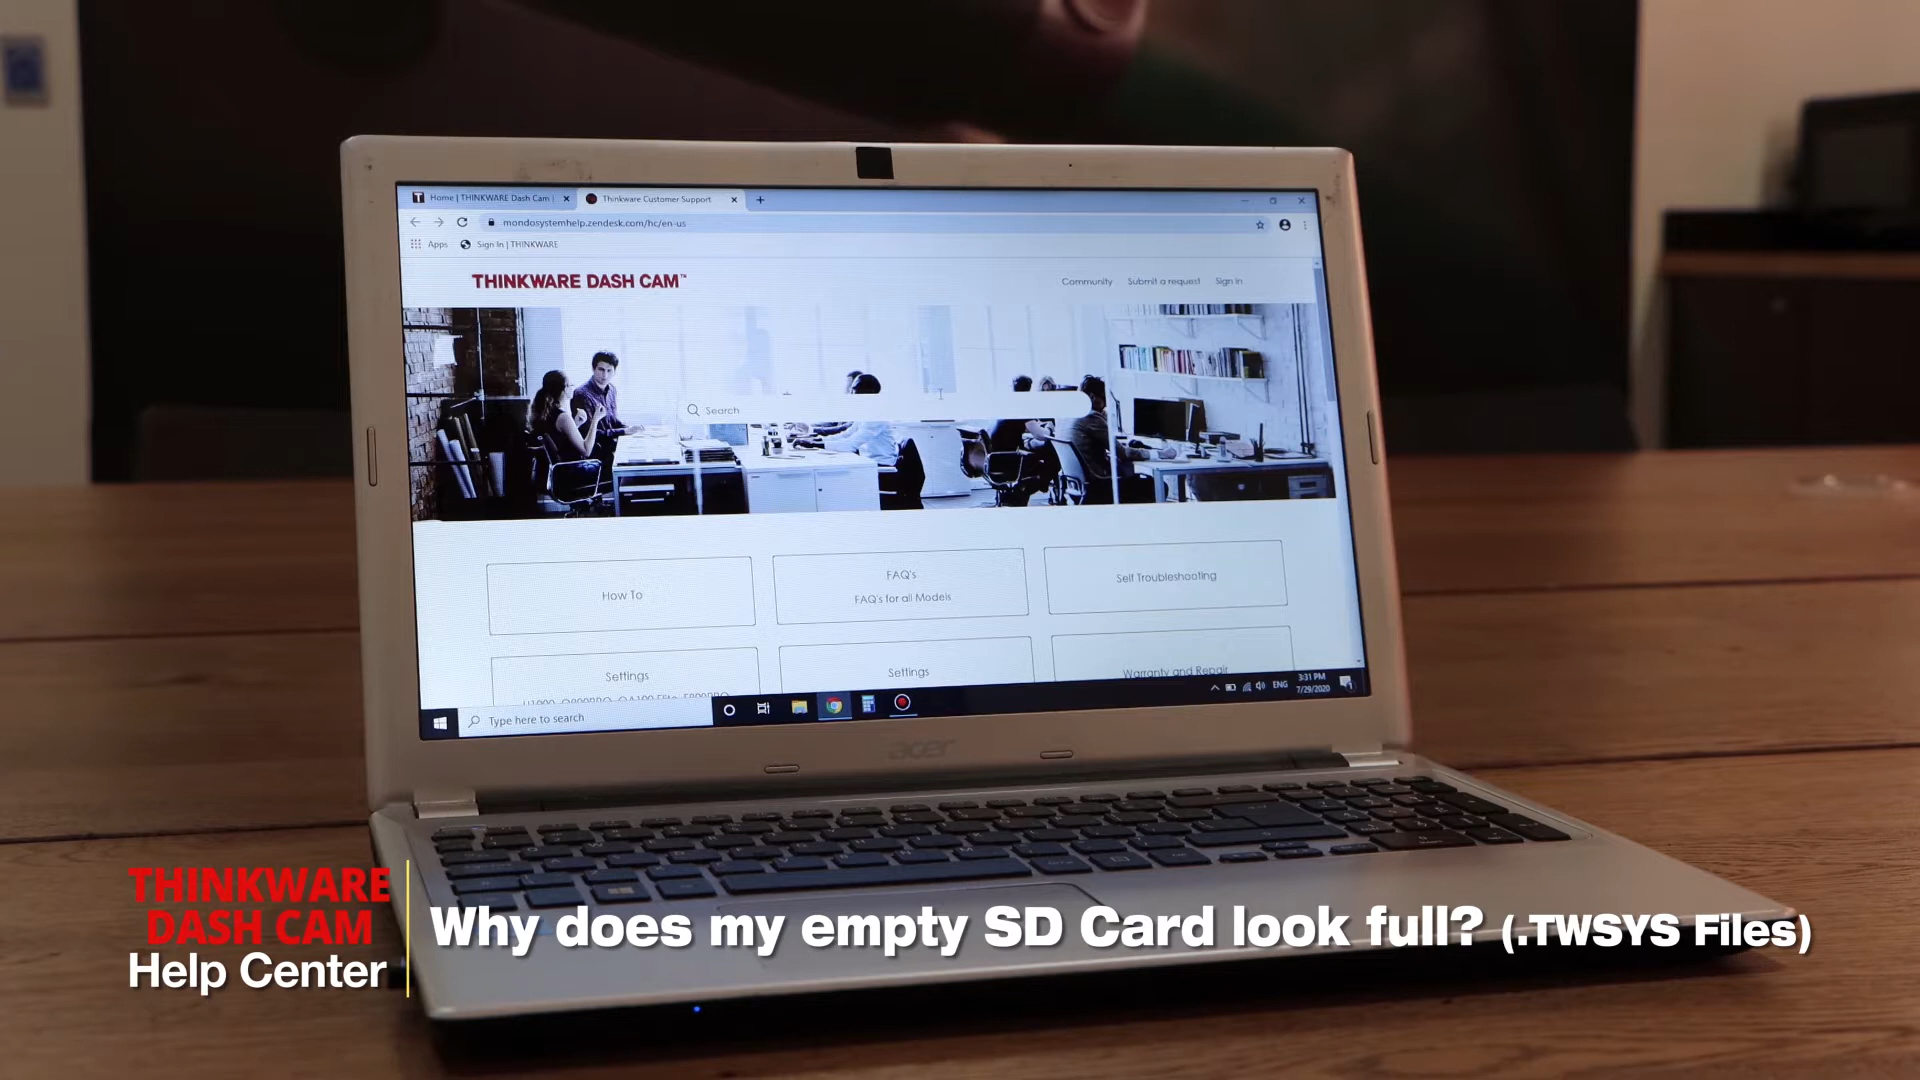 Home | THINKWARE Dash Cam |
Thinkware Customer Support
mondosystemhelp.zendesk.com/hc/en-us
Apps
Sign In | THINKWARE
THINKWARE DASH CAM™
Community
Submit a request
Sign in
Search
How To
FAQ's
FAQ's for all Models
Self Troubleshooting
Settings
Settings
Warranty and Repair
Type here to search
ENG
3:31 PM
7/29/2020
acer
THINKWARE
DASH CAM
Help Center
Why does my empty SD Card look full? (.TWSYS Files)